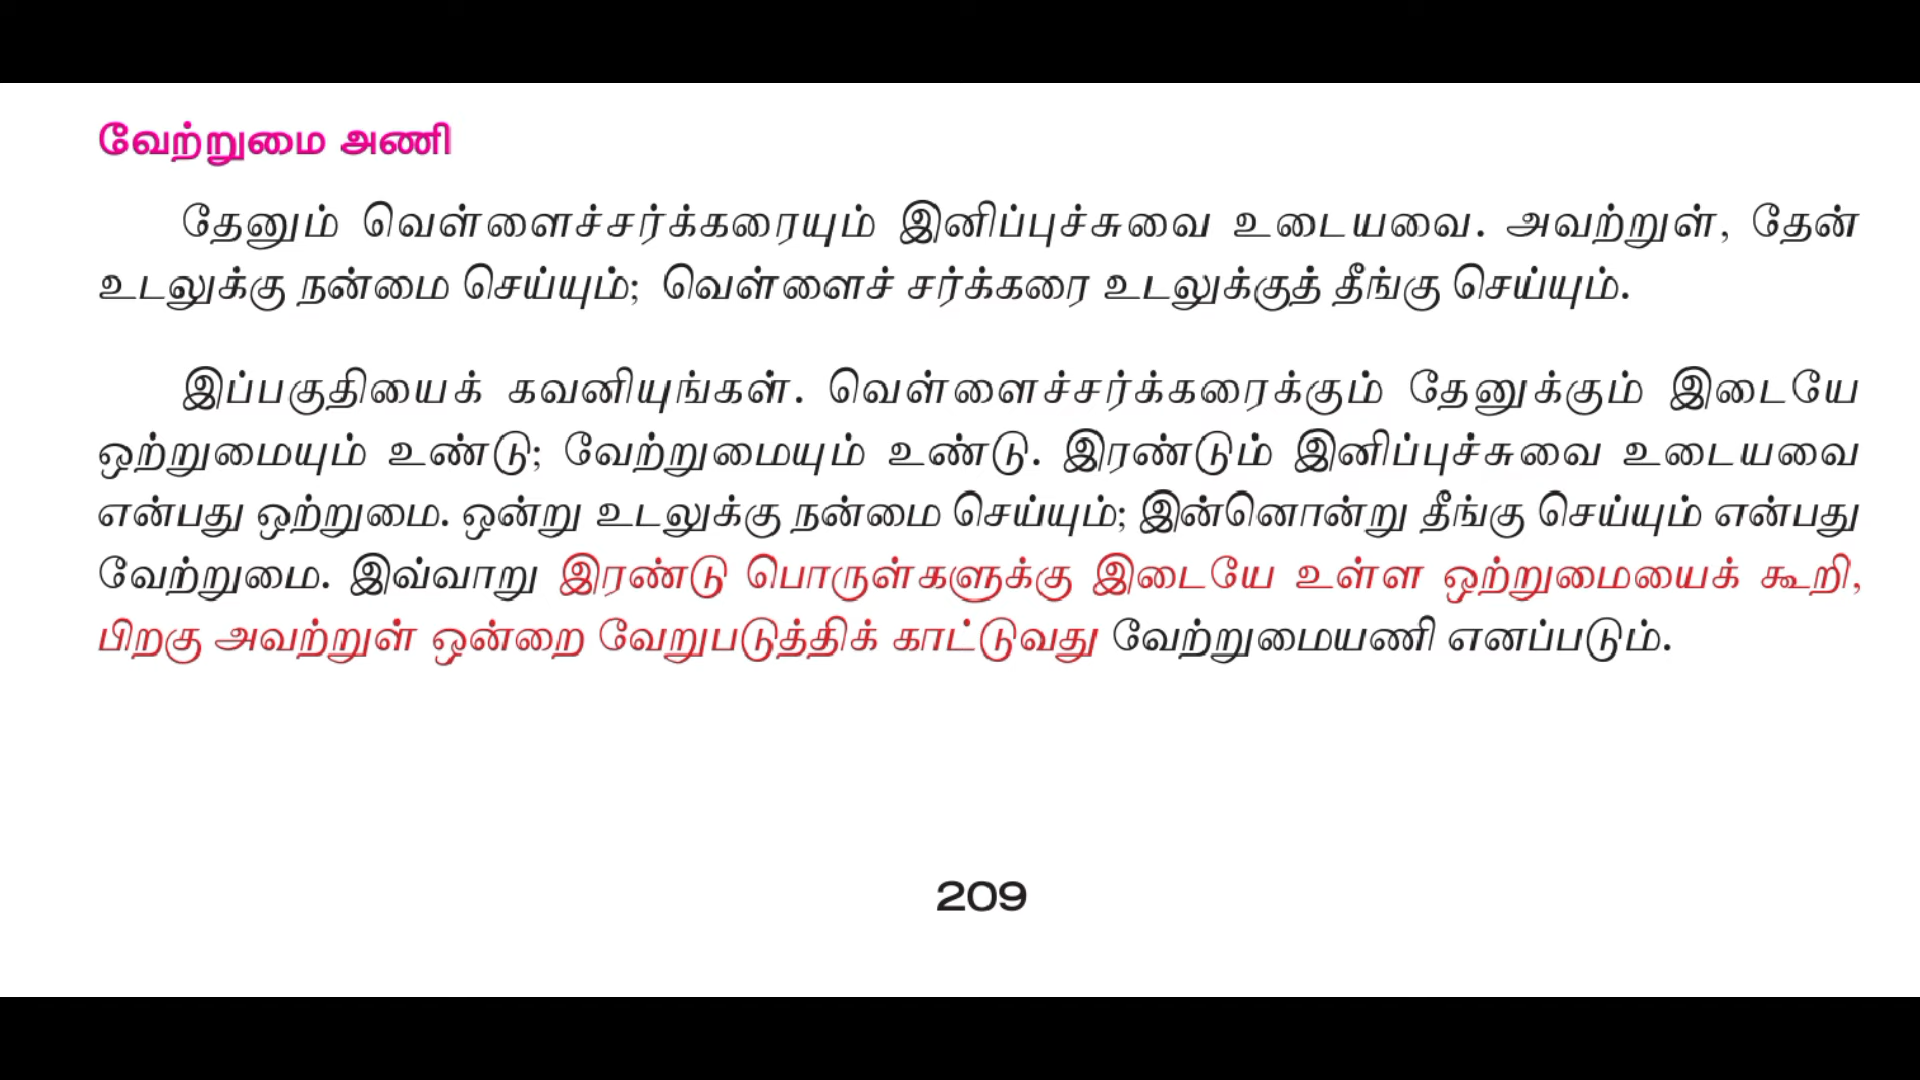 வேற்றுமை அணி
தேனும் வெள்ளைச்சர்க்கரையும் இனிப்புச்சுவை உடையவை. அவற்றுள், தேன்
உடலுக்கு நன்மை செய்யும்; வெள்ளைச் சர்க்கரை உடலுக்குத் தீங்கு செய்யும்.
இப்பகுதியைக் கவனியுங்கள். வெள்ளைச்சர்க்கரைக்கும் தேனுக்கும் இடையே
ஒற்றுமையும் உண்டு; வேற்றுமையும் உண்டு. இரண்டும் இனிப்புச்சுவை உடையவை
என்பது ஒற்றுமை. ஒன்று உடலுக்கு நன்மை செய்யும்; இன்னொன்று தீங்கு செய்யும் என்பது
வேற்றுமை. இவ்வாறு இரண்டு பொருள்களுக்கு இடையே உள்ள ஒற்றுமையைக் கூறி,
பிறகு அவற்றுள் ஒன்றை வேறுபடுத்திக் காட்டுவது வேற்றுமையணி எனப்படும்.
209